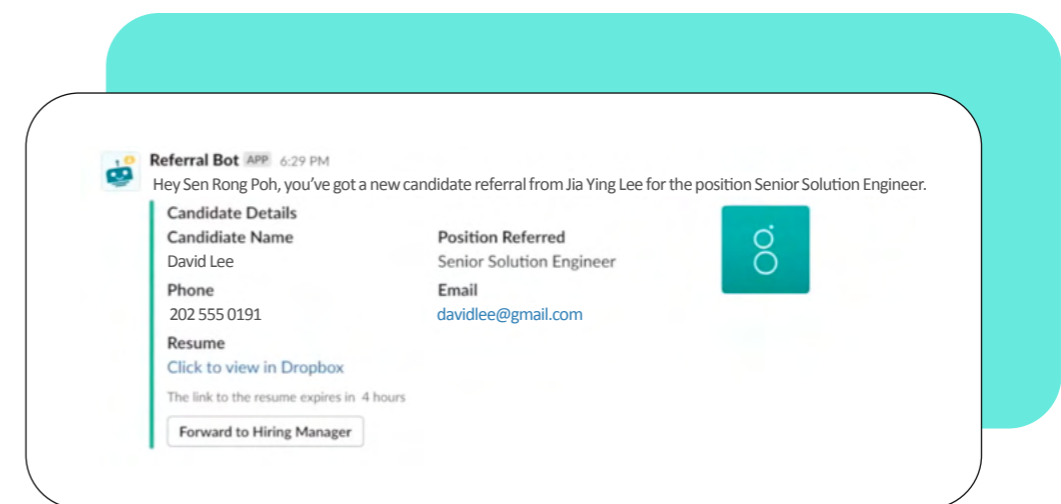 Referral Bot APP 6:29 PM
Hey Sen Rong Poh, you've got a new candidate referral from Jia Ying Lee for the position Senior Solution Engineer.
Candidate Details
Candidiate Name
Position Referred
David Lee
Senior Solution Engineer
Phone
Email
202 555 0191
davidlee@gmail.com
Resume
Click to view in Dropbox
The link to the resume expires in 4 hours
Forward to Hiring Manager